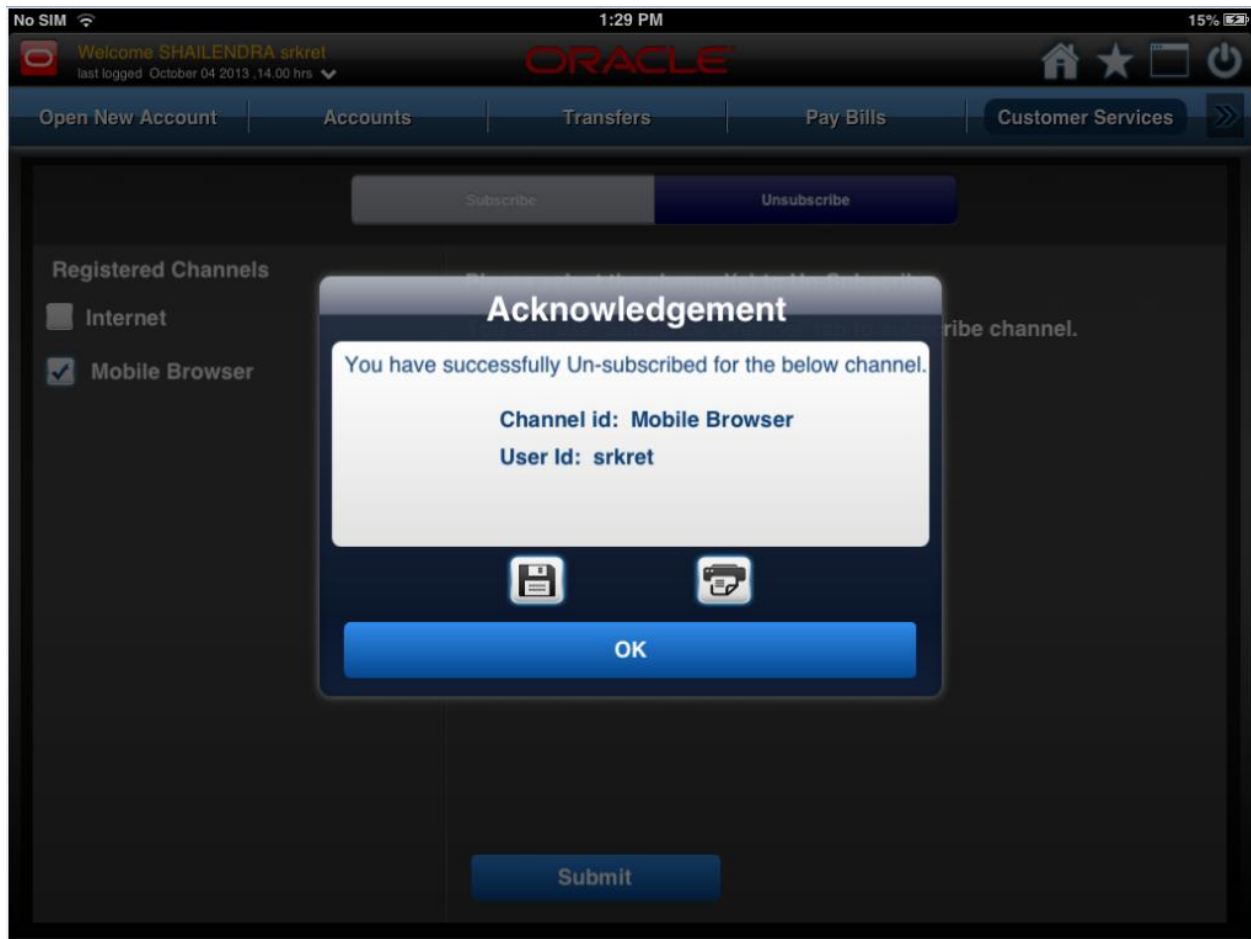 No SIM 1:29 PM 15%
Welcome SHAILENDRA srkret
last logged October 04 2013 ,14.00 hrs
ORACLE
Open New Account Accounts Transfers Pay Bills Customer Services
Subscribe Unsubscribe
Registered Channels
Internet
Mobile Browser
ribe channel.
Acknowledgement
You have successfully Un-subscribed for the below channel.
Channel id: Mobile Browser
User Id: srkret
OK
Submit